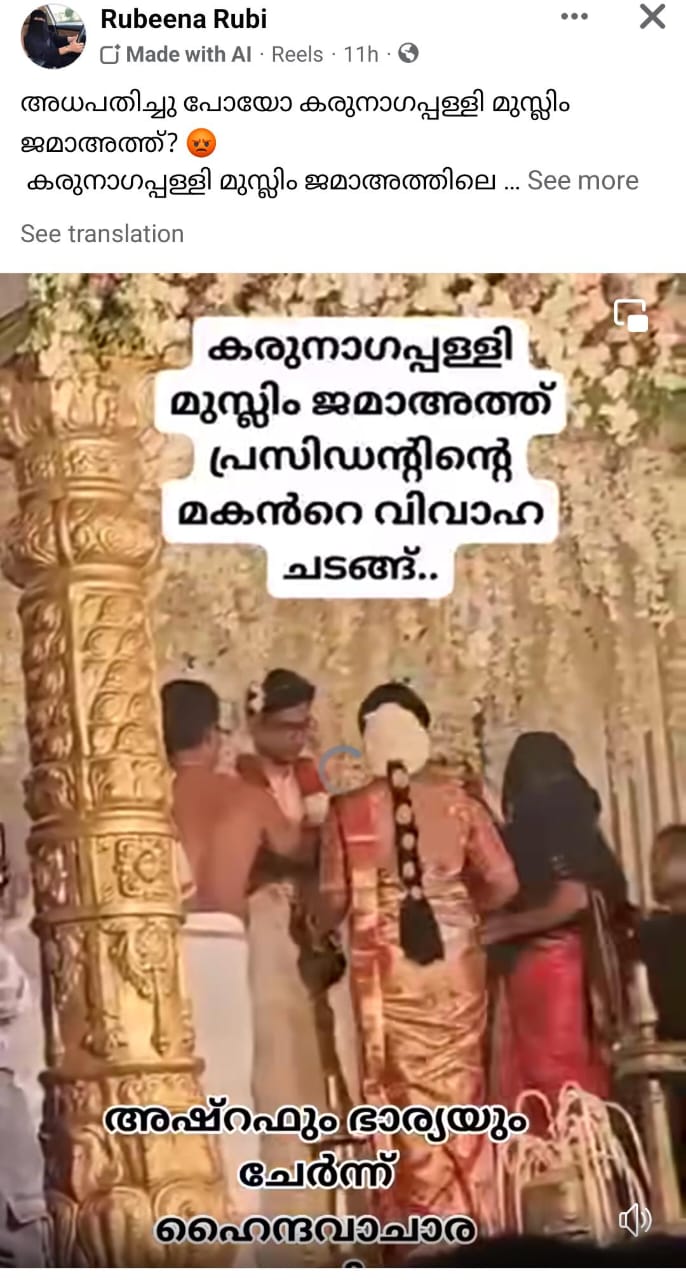 Rubeena Rubi
Made with AI · Reels · 11h ·
അധപതിച്ചു പോയോ കരുനാഗപ്പള്ളി മുസ്ലിം
ജമാഅത്ത്? 😡
കരുനാഗപ്പള്ളി മുസ്ലിം ജമാഅത്തിലെ ... See more
See translation
കരുനാഗപ്പള്ളി
മുസ്ലിം ജമാഅത്ത്
പ്രസിഡന്റിന്റെ
മകൻറെ വിവാഹ
ചടങ്ങ്..
അഷ്റഫും ഭാര്യയും
ചേർന്ന്
ഹൈന്ദവാചാര